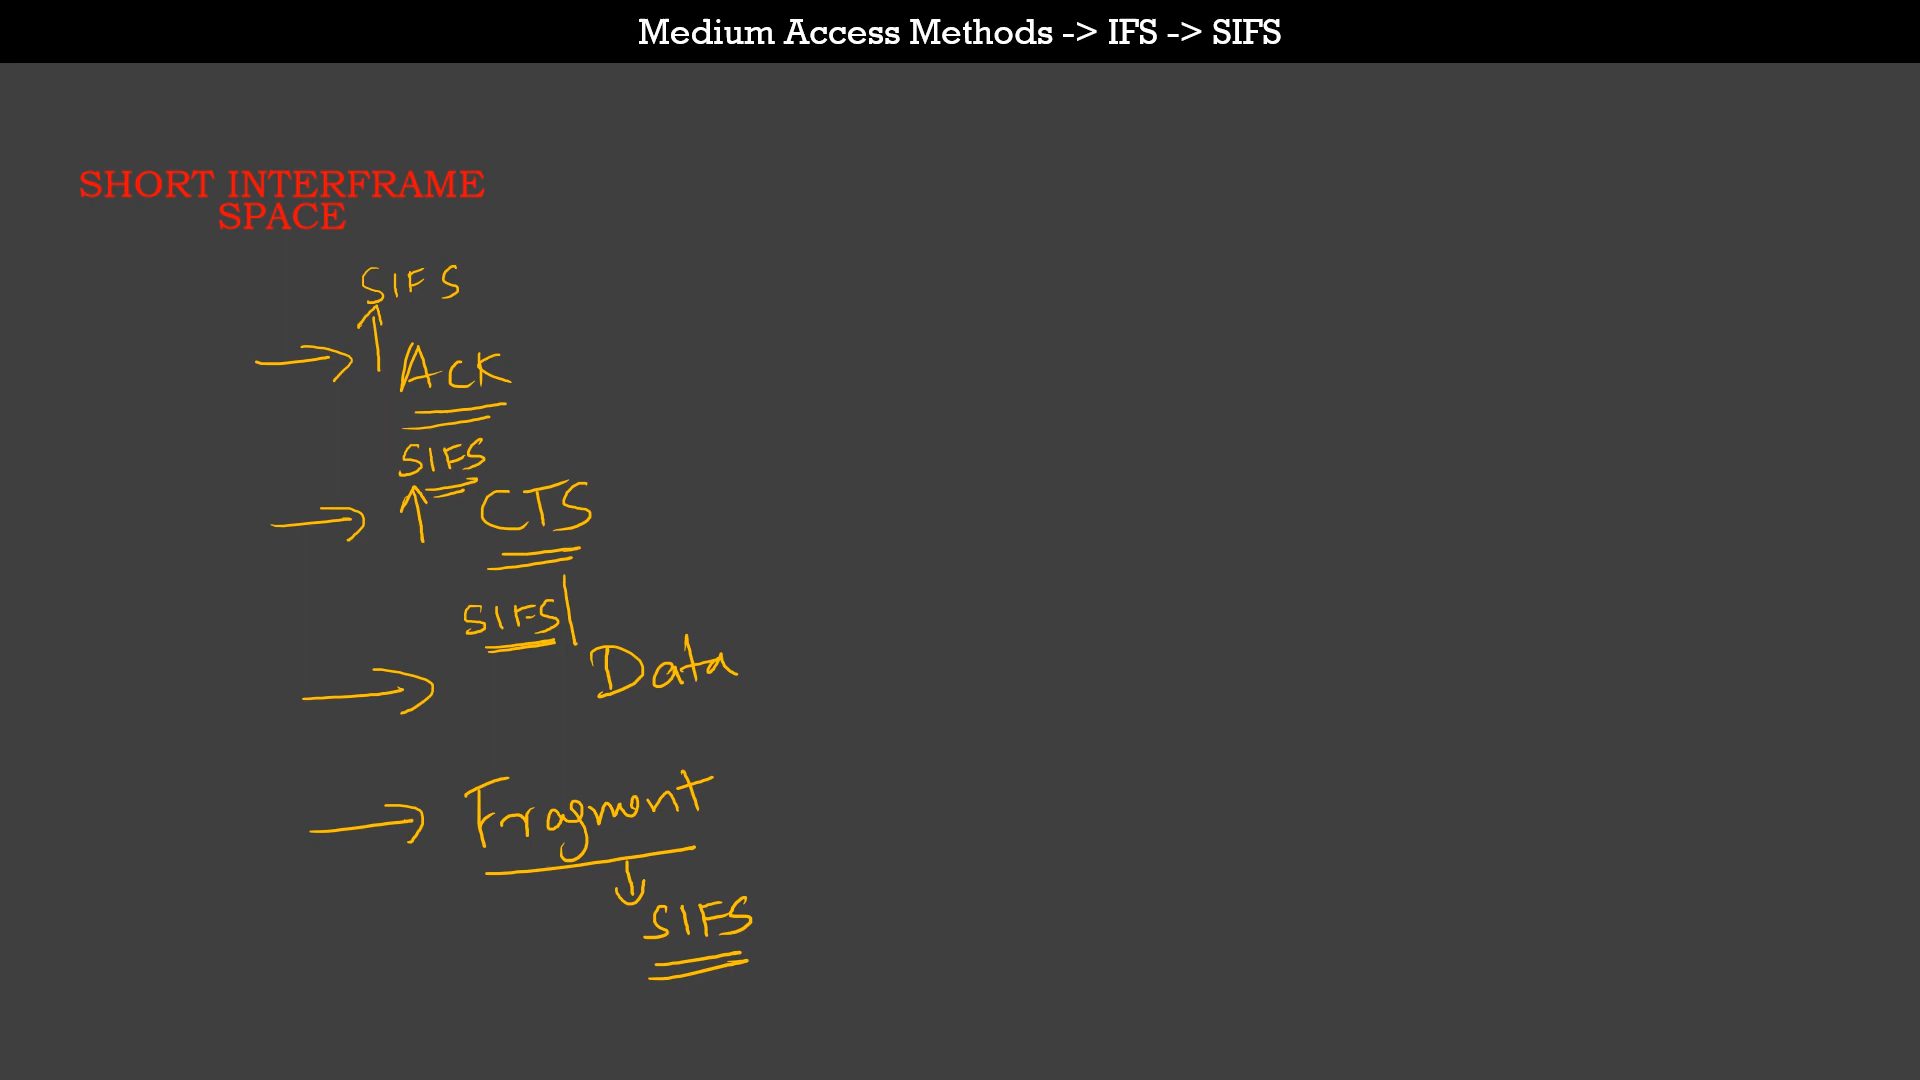 Medium Access Methods -> IFS -> SIFS
SHORT INTERFRAME
SPACE
SIFS
Ack
SIFS
CTS
SIFS
Data
Fragment
SIFS